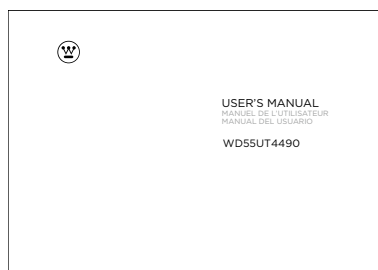 USER'S MANUAL
MANUEL DE L'UTILISATEUR
MANUAL DEL USUARIO
WD55UT4490